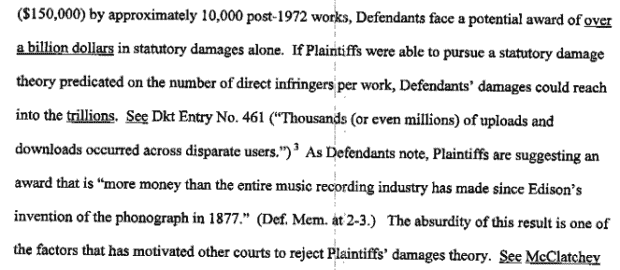 ($150,000) by approximately 10,000 post-1972 works, Defendants face a potential award of over
a billion dollars in statutory damages alone. If Plaintiffs were able to pursue a statutory damage
theory predicated on the number of direct infringers per work, Defendants' damages could reach
into the trillions. See Dkt Entry No. 461 ("Thousands (or even millions) of uploads and
downloads occurred across disparate users.") 3 As Defendants note, Plaintiffs are suggesting an
award that is "more money than the entire music recording industry has made since Edison's
invention of the phonograph in 1877." (Def. Mem. at 2-3.) The absurdity of this result is one of
the factors that has motivated other courts to reject Plaintiffs' damages theory. See McClatchey